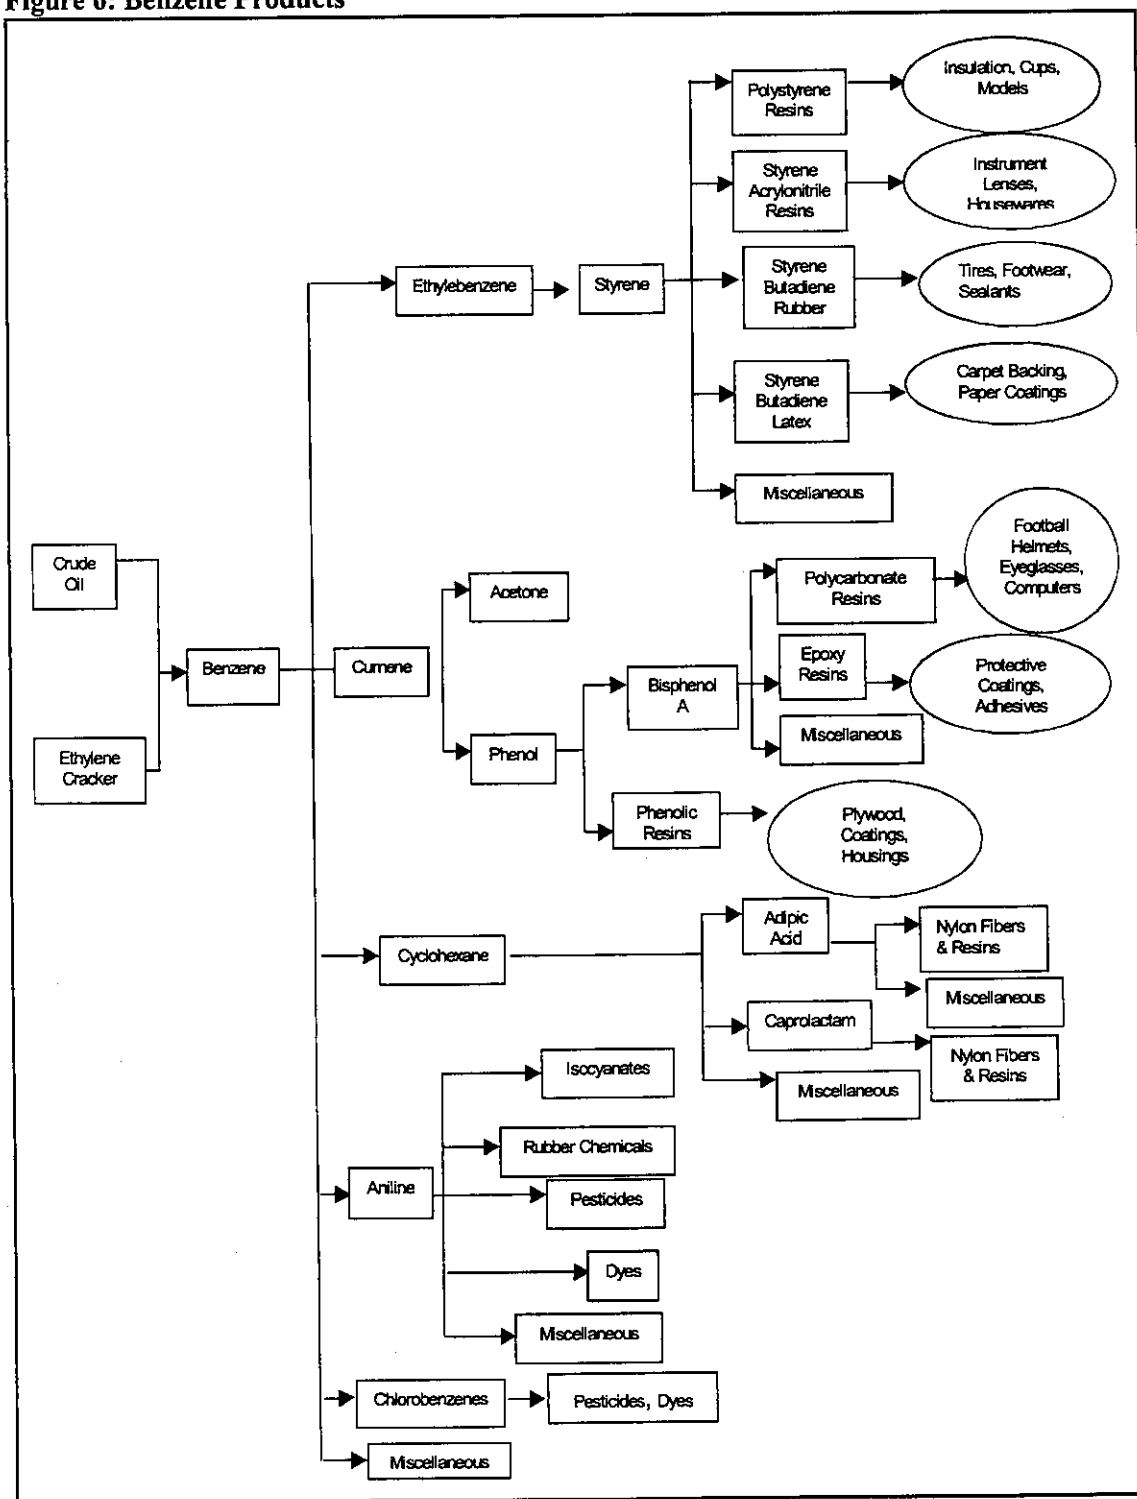 Figure 6: Benzene Products
Insulation, Cups,
Models
Polystyrene
Resins
Styrene
Acrylonitrile
Resins
Instrument
Lenses,
Housewares
Ethylebenzene
Styrene
Styrene
Butadiene
Rubber
Tires, Footwear,
Sealants
Styrene
Butadiene
Latex
Carpet Backing,
Paper Coatings
Miscellaneous
Crude
Oil
Acetone
Polycarbonate
Resins
Football
Helmets,
Eyeglasses,
Computers
Benzene
Cumene
Bisphenol
A
Epoxy
Resins
Protective
Coatings,
Adhesives
Ethylene
Cracker
Phenol
Miscellaneous
Phenolic
Resins
Plywood,
Coatings,
Housings
Cyclohexane
Adipic
Acid
Nylon Fibers
& Resins
Miscellaneous
Caprolactam
Nylon Fibers
& Resins
Miscellaneous
Isocyanates
Rubber Chemicals
Aniline
Pesticides
Dyes
Miscellaneous
Chlorobenzenes
Pesticides, Dyes
Miscellaneous